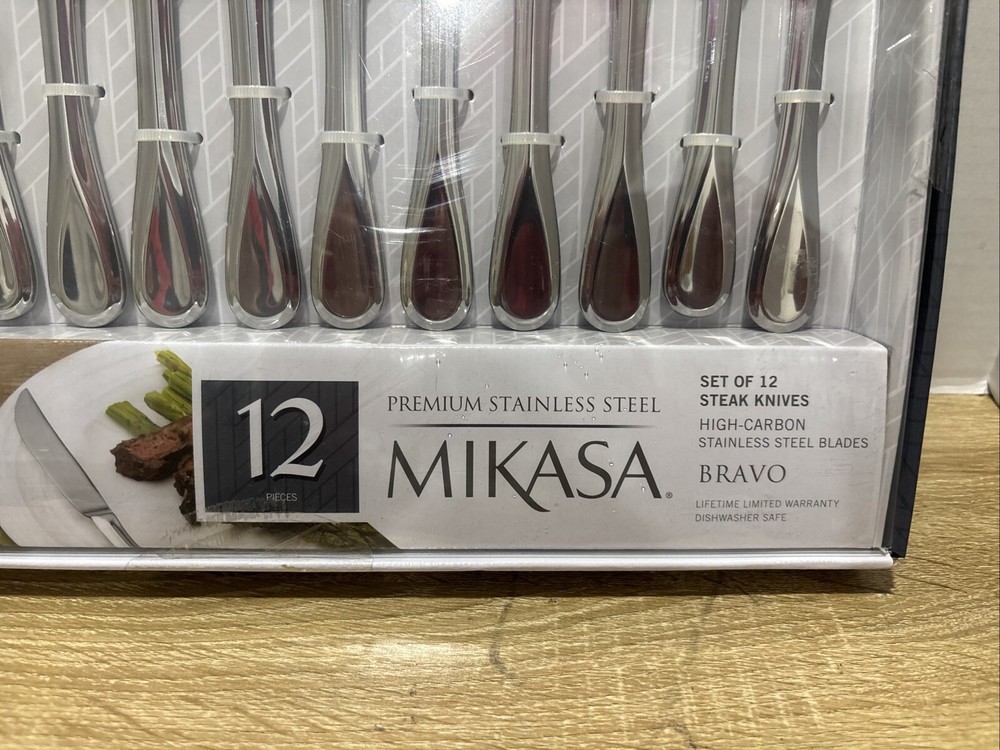 12
PIECES
PREMIUM STAINLESS STEEL
MIKASA®
SET OF 12
STEAK KNIVES
HIGH-CARBON
STAINLESS STEEL BLADES
BRAVO
LIFETIME LIMITED WARRANTY
DISHWASHER SAFE